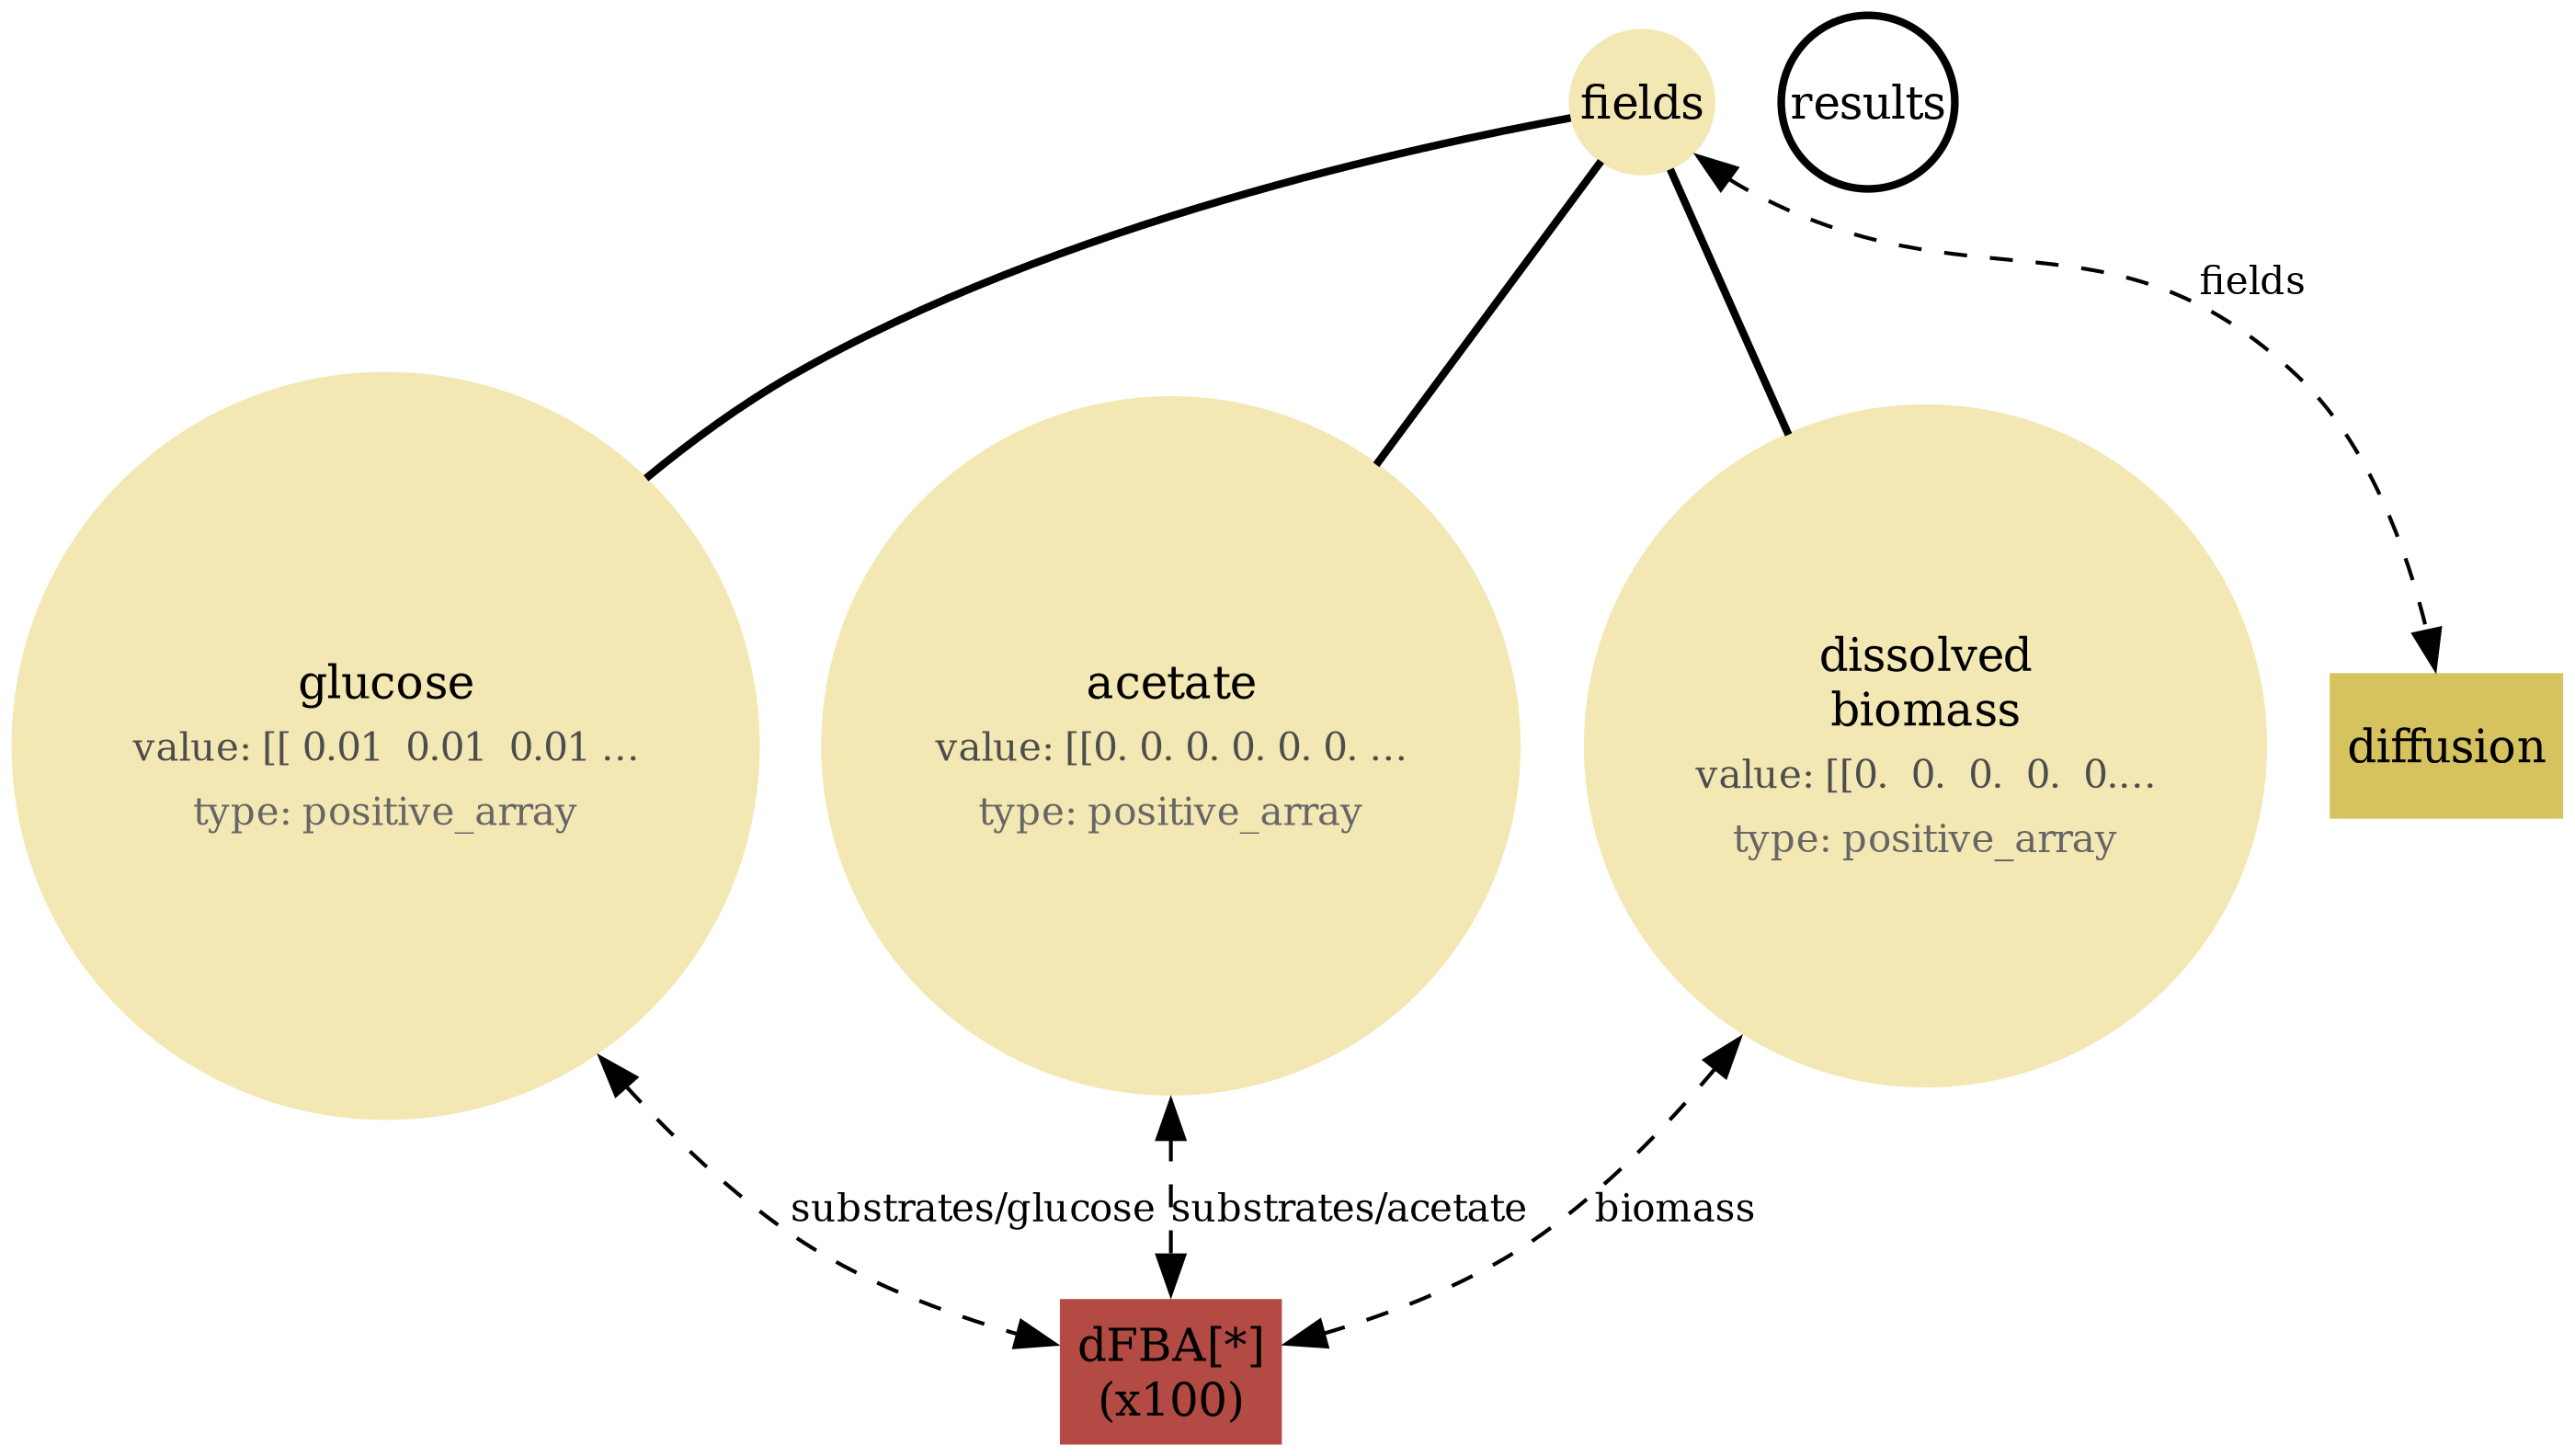 fields
results
fields
glucose
value: [[ 0.01  0.01  0.01 ...
type: positive_array
acetate
value: [[0. 0. 0. 0. 0. 0. ...
type: positive_array
dissolved
biomass
value: [[0.  0.  0.  0.  0....
type: positive_array
diffusion
substrates/glucose
substrates/acetate
biomass
dFBA[*]
(x100)